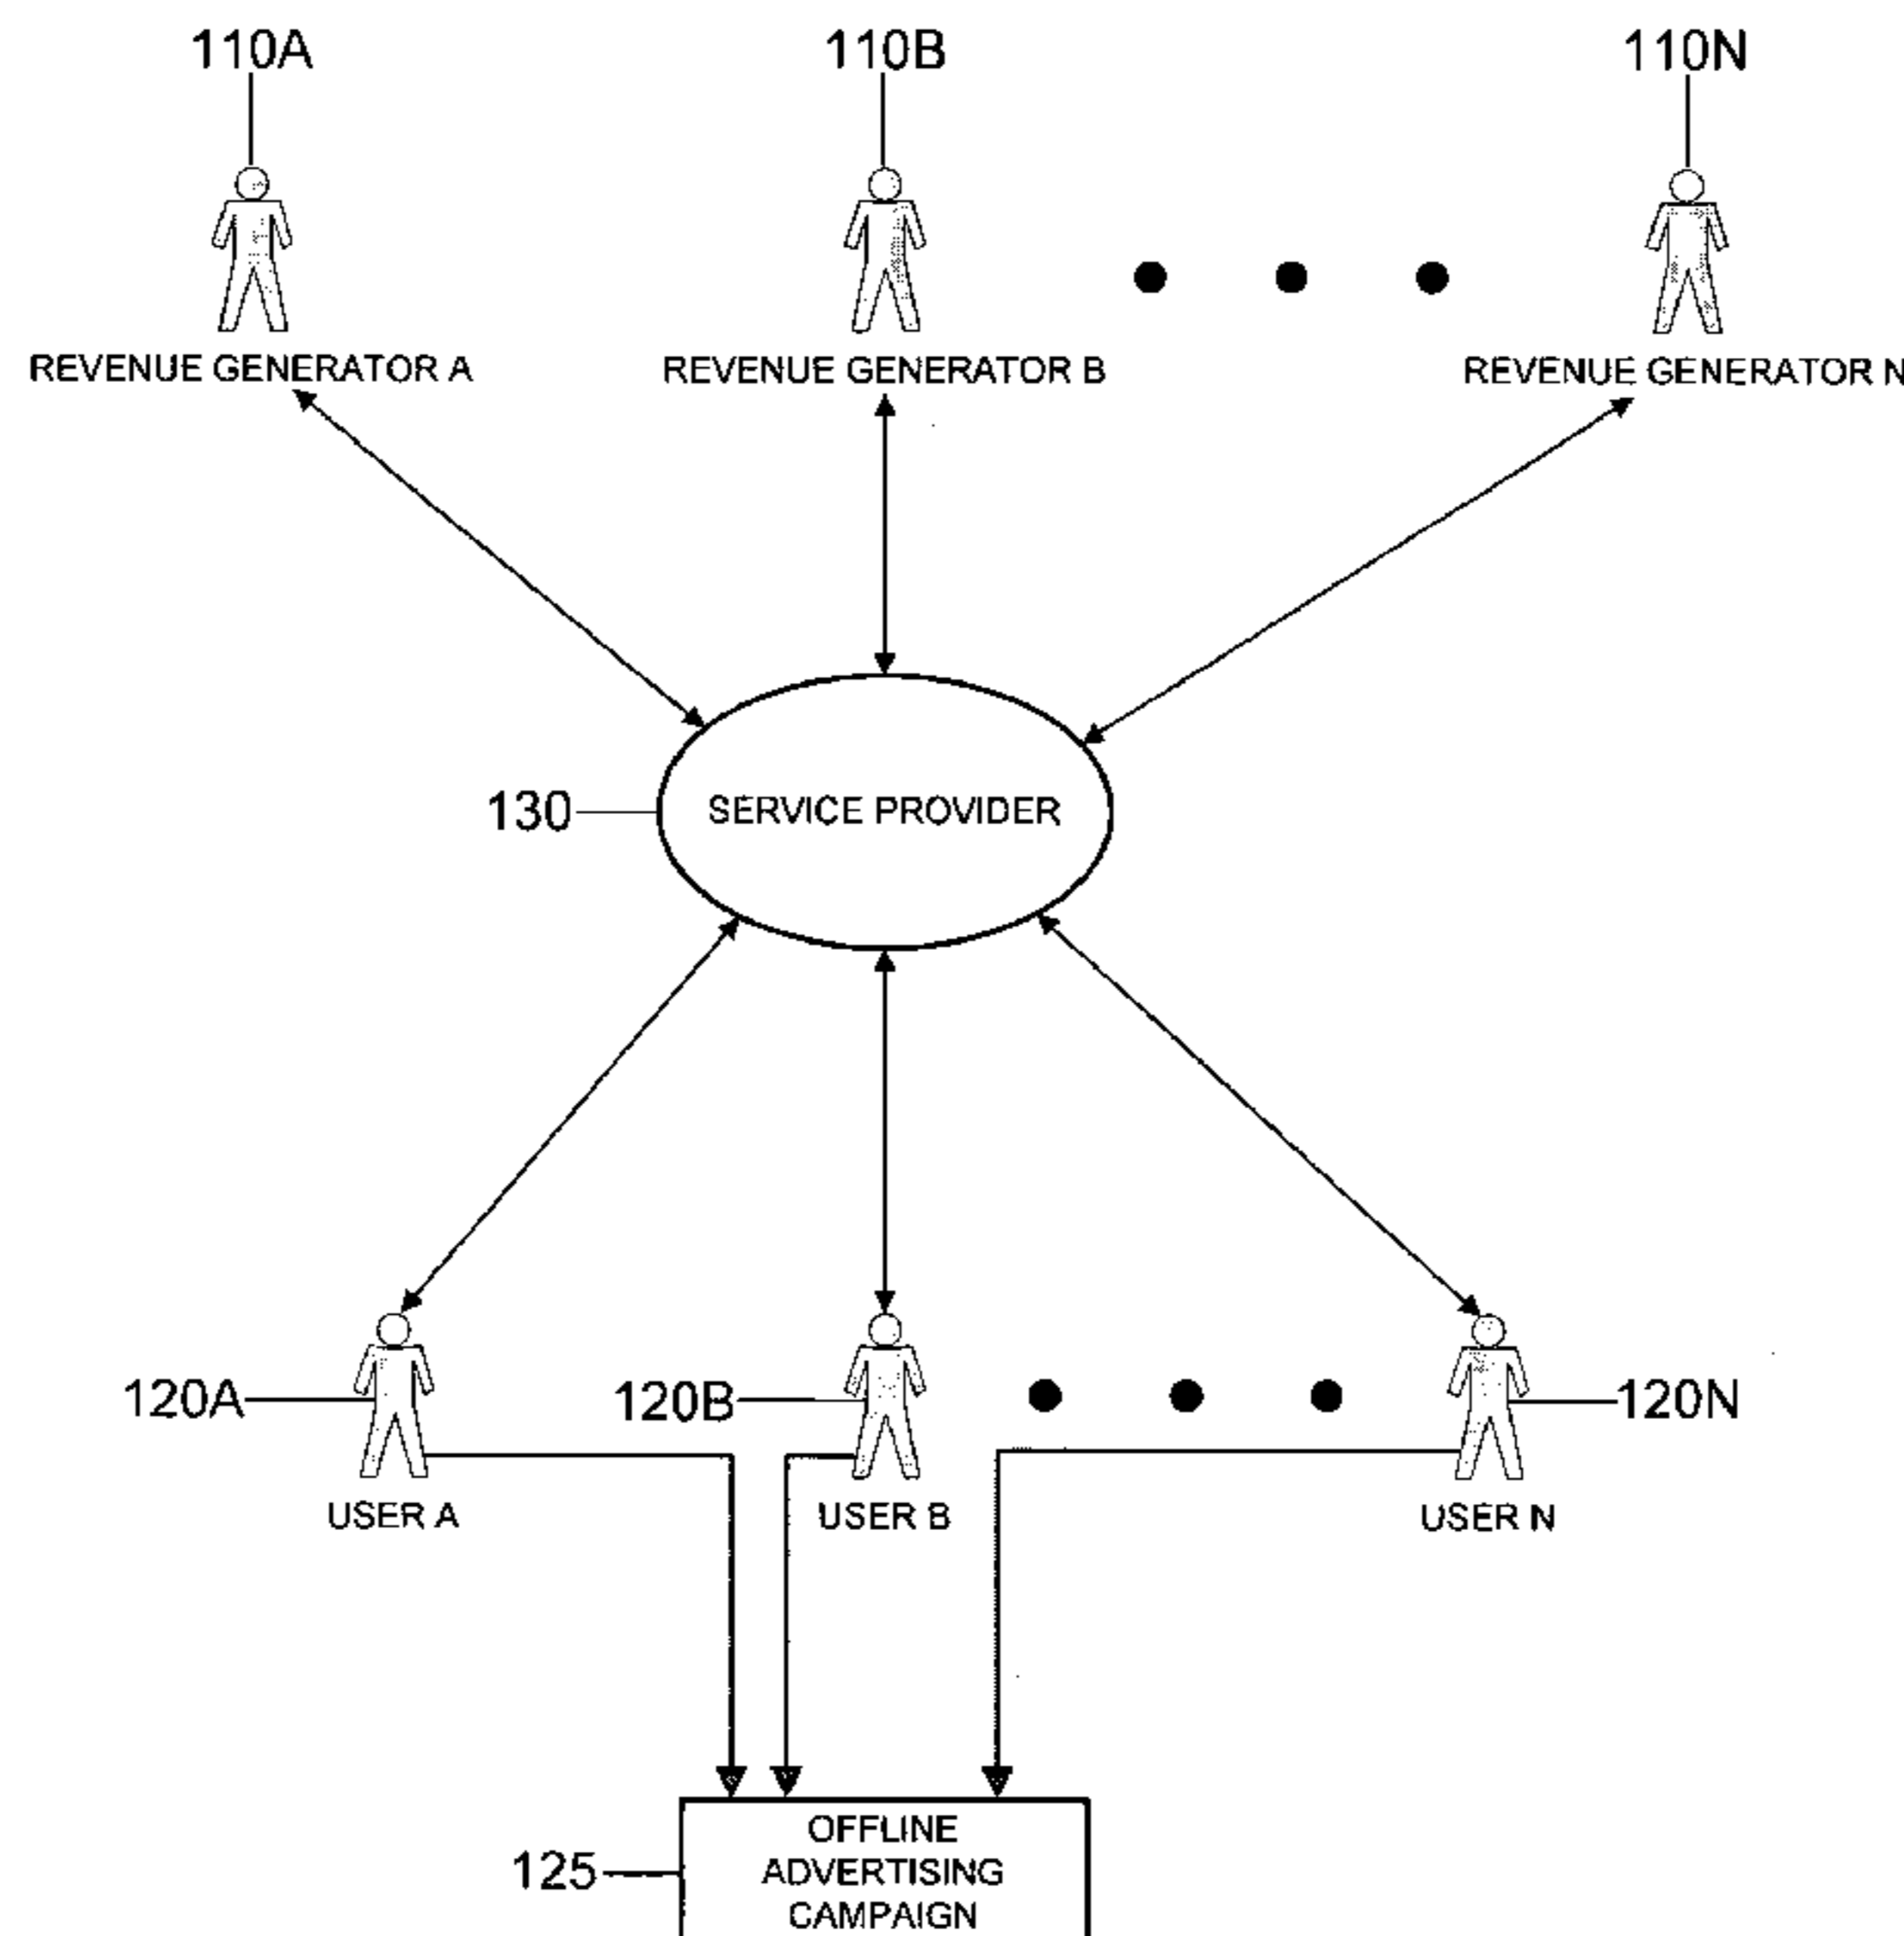 110A 110B 110N
REVENUE GENERATOR A REVENUE GENERATOR B REVENUE GENERATOR N
130 SERVICE PROVIDER
120A 120B 120N
USER A USER B USER N
125
OFFLINE
ADVERTISING
CAMPAIGN